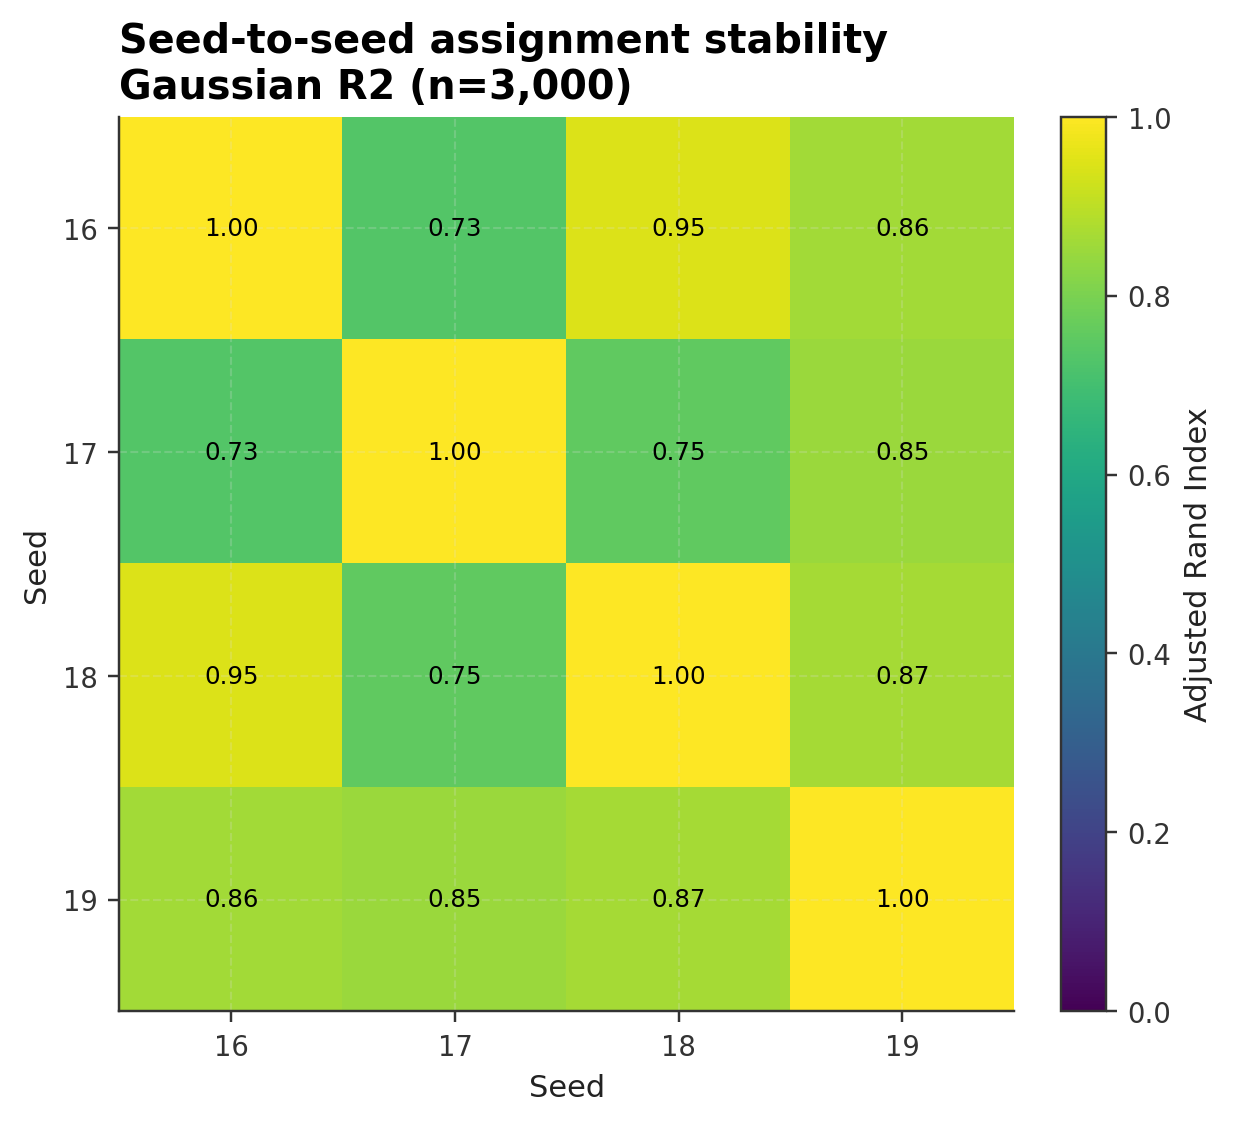 Seed-to-seed assignment stability
Gaussian R2 (n=3,000)
16 1.00 0.73 0.95 0.86
17 0.73 1.00 0.75 0.85
18 0.95 0.75 1.00 0.87
19 0.86 0.85 0.87 1.00
16 17 18 19
Seed
Seed
1.0
0.8
0.6
0.4
0.2
0.0
Adjusted Rand Index